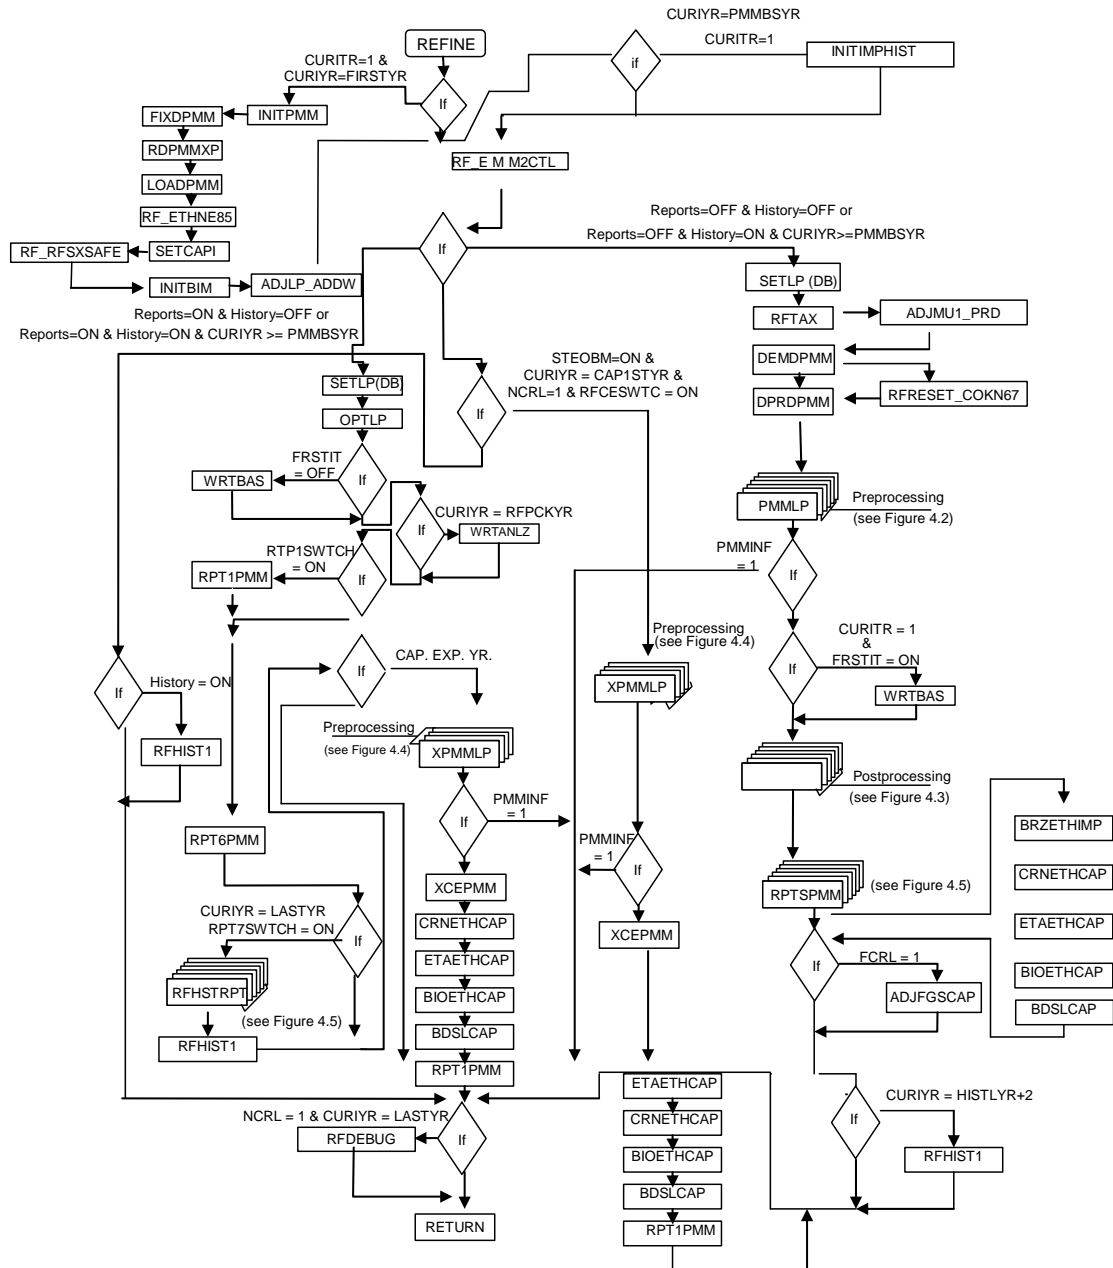 CURIYR=PMMBSYR
REFINE
CURITR=1
INITIMPHIST
if
CURITR=1 &
CURIYR=FIRSTYR
If
FIXDPMM
INITPMM
RDPMMXP
RF_E M M2CTL
LOADPMM
RF_ETHNE85
Reports=OFF & History=OFF or
Reports=OFF & History=ON & CURIYR>=PMMBSYR
RF_RFSXSAFE
SETCAPI
If
INITBIM
ADJLP_ADDW
SETLP (DB)
Reports=ON & History=OFF or
Reports=ON & History=ON & CURIYR >= PMMBSYR
RFTAX
ADJMU1_PRD
STEOBM=ON &
CURIYR = CAP1STYR &
NCRL=1 & RFCESWTC = ON
DEMDPMM
SETLP(DB)
RFRESET_COKN67
DPRDPMM
If
OPTLP
FRSTIT
= OFF
If
WRTBAS
PMMLP
Preprocessing
(see Figure 4.2)
CURIYR = RFPCKYR
If
WRTANLZ
RTP1SWTCH
= ON
If
RPT1PMM
PMMINF
= 1
If
Preprocessing
(see Figure 4.4)
CURITR = 1
&
FRSTIT = ON
If
CAP. EXP. YR.
If
If
History = ON
XPMMLP
WRTBAS
Preprocessing
(see Figure 4.4)
XPMMLP
RFHIST1
Postprocessing
(see Figure 4.3)
PMMINF
= 1
If
BRZETHIMP
RPT6PMM
PMMINF
= 1
If
CRNETHCAP
XCEPMM
RPTSPMM
(see Figure 4.5)
CURIYR = LASTYR
RPT7SWTCH = ON
If
CRNETHCAP
ETAETHCAP
XCEPMM
FCRL = 1
If
ETAETHCAP
RFHSTRPT
BIOETHCAP
BIOETHCAP
ADJFGSCAP
(see Figure 4.5)
BDSLCAP
BDSLCAP
RFHIST1
RPT1PMM
ETAETHCAP
NCRL = 1 & CURIYR = LASTYR
CURIYR = HISTLYR+2
CRNETHCAP
If
If
RFDEBUG
BIOETHCAP
RFHIST1
BDSLCAP
RETURN
RPT1PMM